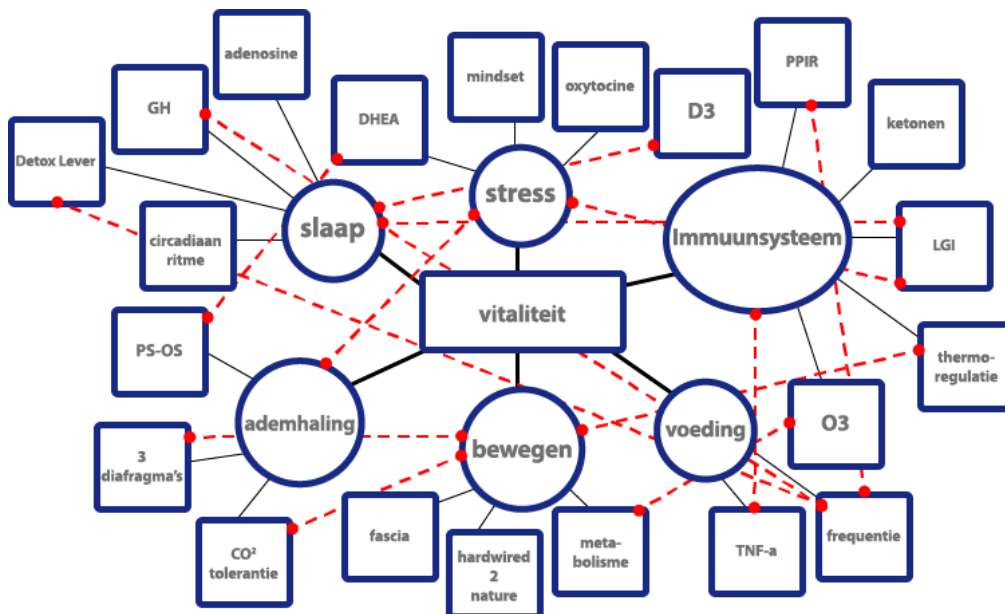 adenosine
mindset
oxytocine
PPIR
GH
DHEA
D3
ketonen
Detox Lever
slaap
stress
Immuunsysteem
circadiaan
ritme
LGI
vitaliteit
PS-OS
thermo-
regulatie
ademhaling
bewegen
voeding
O3
3
diafragma's
fascia
hardwired
2
nature
meta-
bolisme
TNF-a
frequentie
CO²
tolerantie